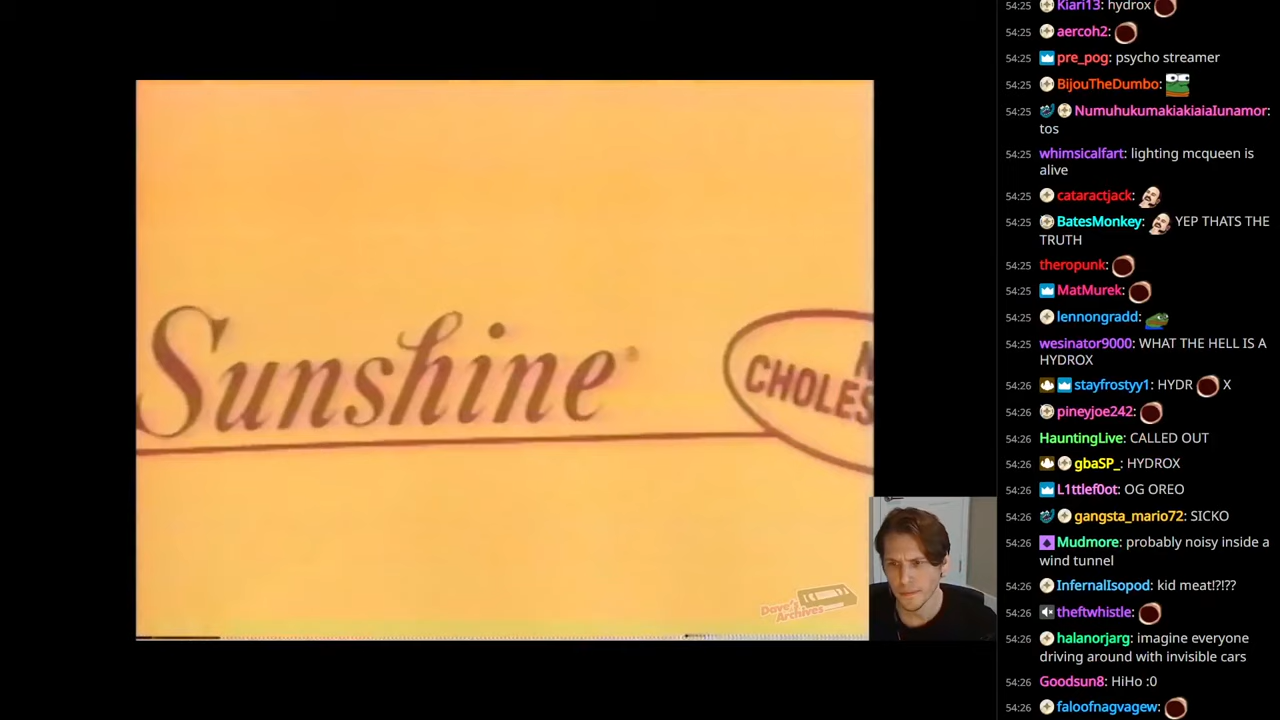 Sunshine®
N
CHOLES
Dave's
Archives
54:25 Kiari13: hydrox
54:25 aercoh2:
54:25 pre_pog: psycho streamer
54:25 BijouTheDumbo:
54:25 NumuhukumakiakiaiaIunamor:
tos
54:25 whimsicalfart: lighting mcqueen is
alive
54:25 cataractjack:
54:25 BatesMonkey: YEP THATS THE
TRUTH
54:25 theropunk:
54:25 MatMurek:
54:25 lennongradd:
54:25 wesinator9000: WHAT THE HELL IS A
HYDROX
54:26 stayfrostyy1: HYDR X
54:26 pineyjoe242:
54:26 HauntingLive: CALLED OUT
54:26 gbaSP_: HYDROX
54:26 L1ttlef0ot: OG OREO
54:26 gangsta_mario72: SICKO
54:26 Mudmore: probably noisy inside a
wind tunnel
54:26 InfernalIsopod: kid meat!?!??
54:26 theftwhistle:
54:26 halanorjarg: imagine everyone
driving around with invisible cars
54:26 Goodsun8: HiHo :0
54:26 faloofnagvagew: